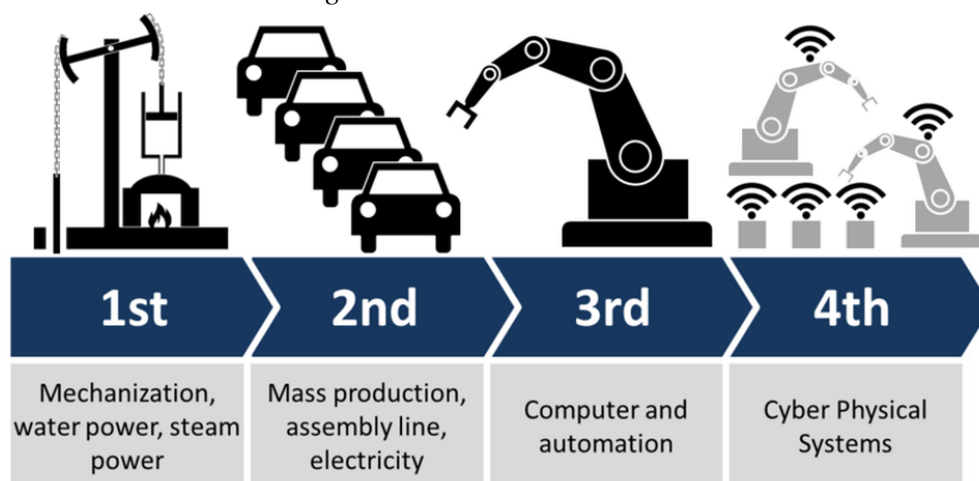 1st
2nd
3rd
4th
Mechanization,
water power, steam
power
Mass production,
assembly line,
electricity
Computer and
automation
Cyber Physical
Systems